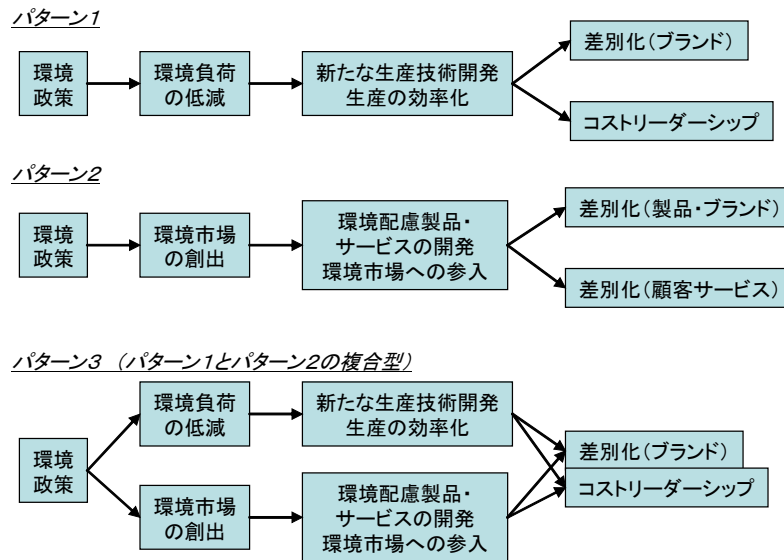 パターン1
環境
政策
環境負荷
の低減
新たな生産技術開発
生産の効率化
差別化(ブランド)
コストリーダーシップ
パターン2
環境
政策
環境市場
の創出
環境配慮製品・
サービスの開発
環境市場への参入
差別化(製品・ブランド)
差別化(顧客サービス)
パターン3 (パターン1とパターン2の複合型)
環境
政策
環境負荷
の低減
新たな生産技術開発
生産の効率化
環境市場
の創出
環境配慮製品・
サービスの開発
環境市場への参入
差別化(ブランド)
コストリーダーシップ